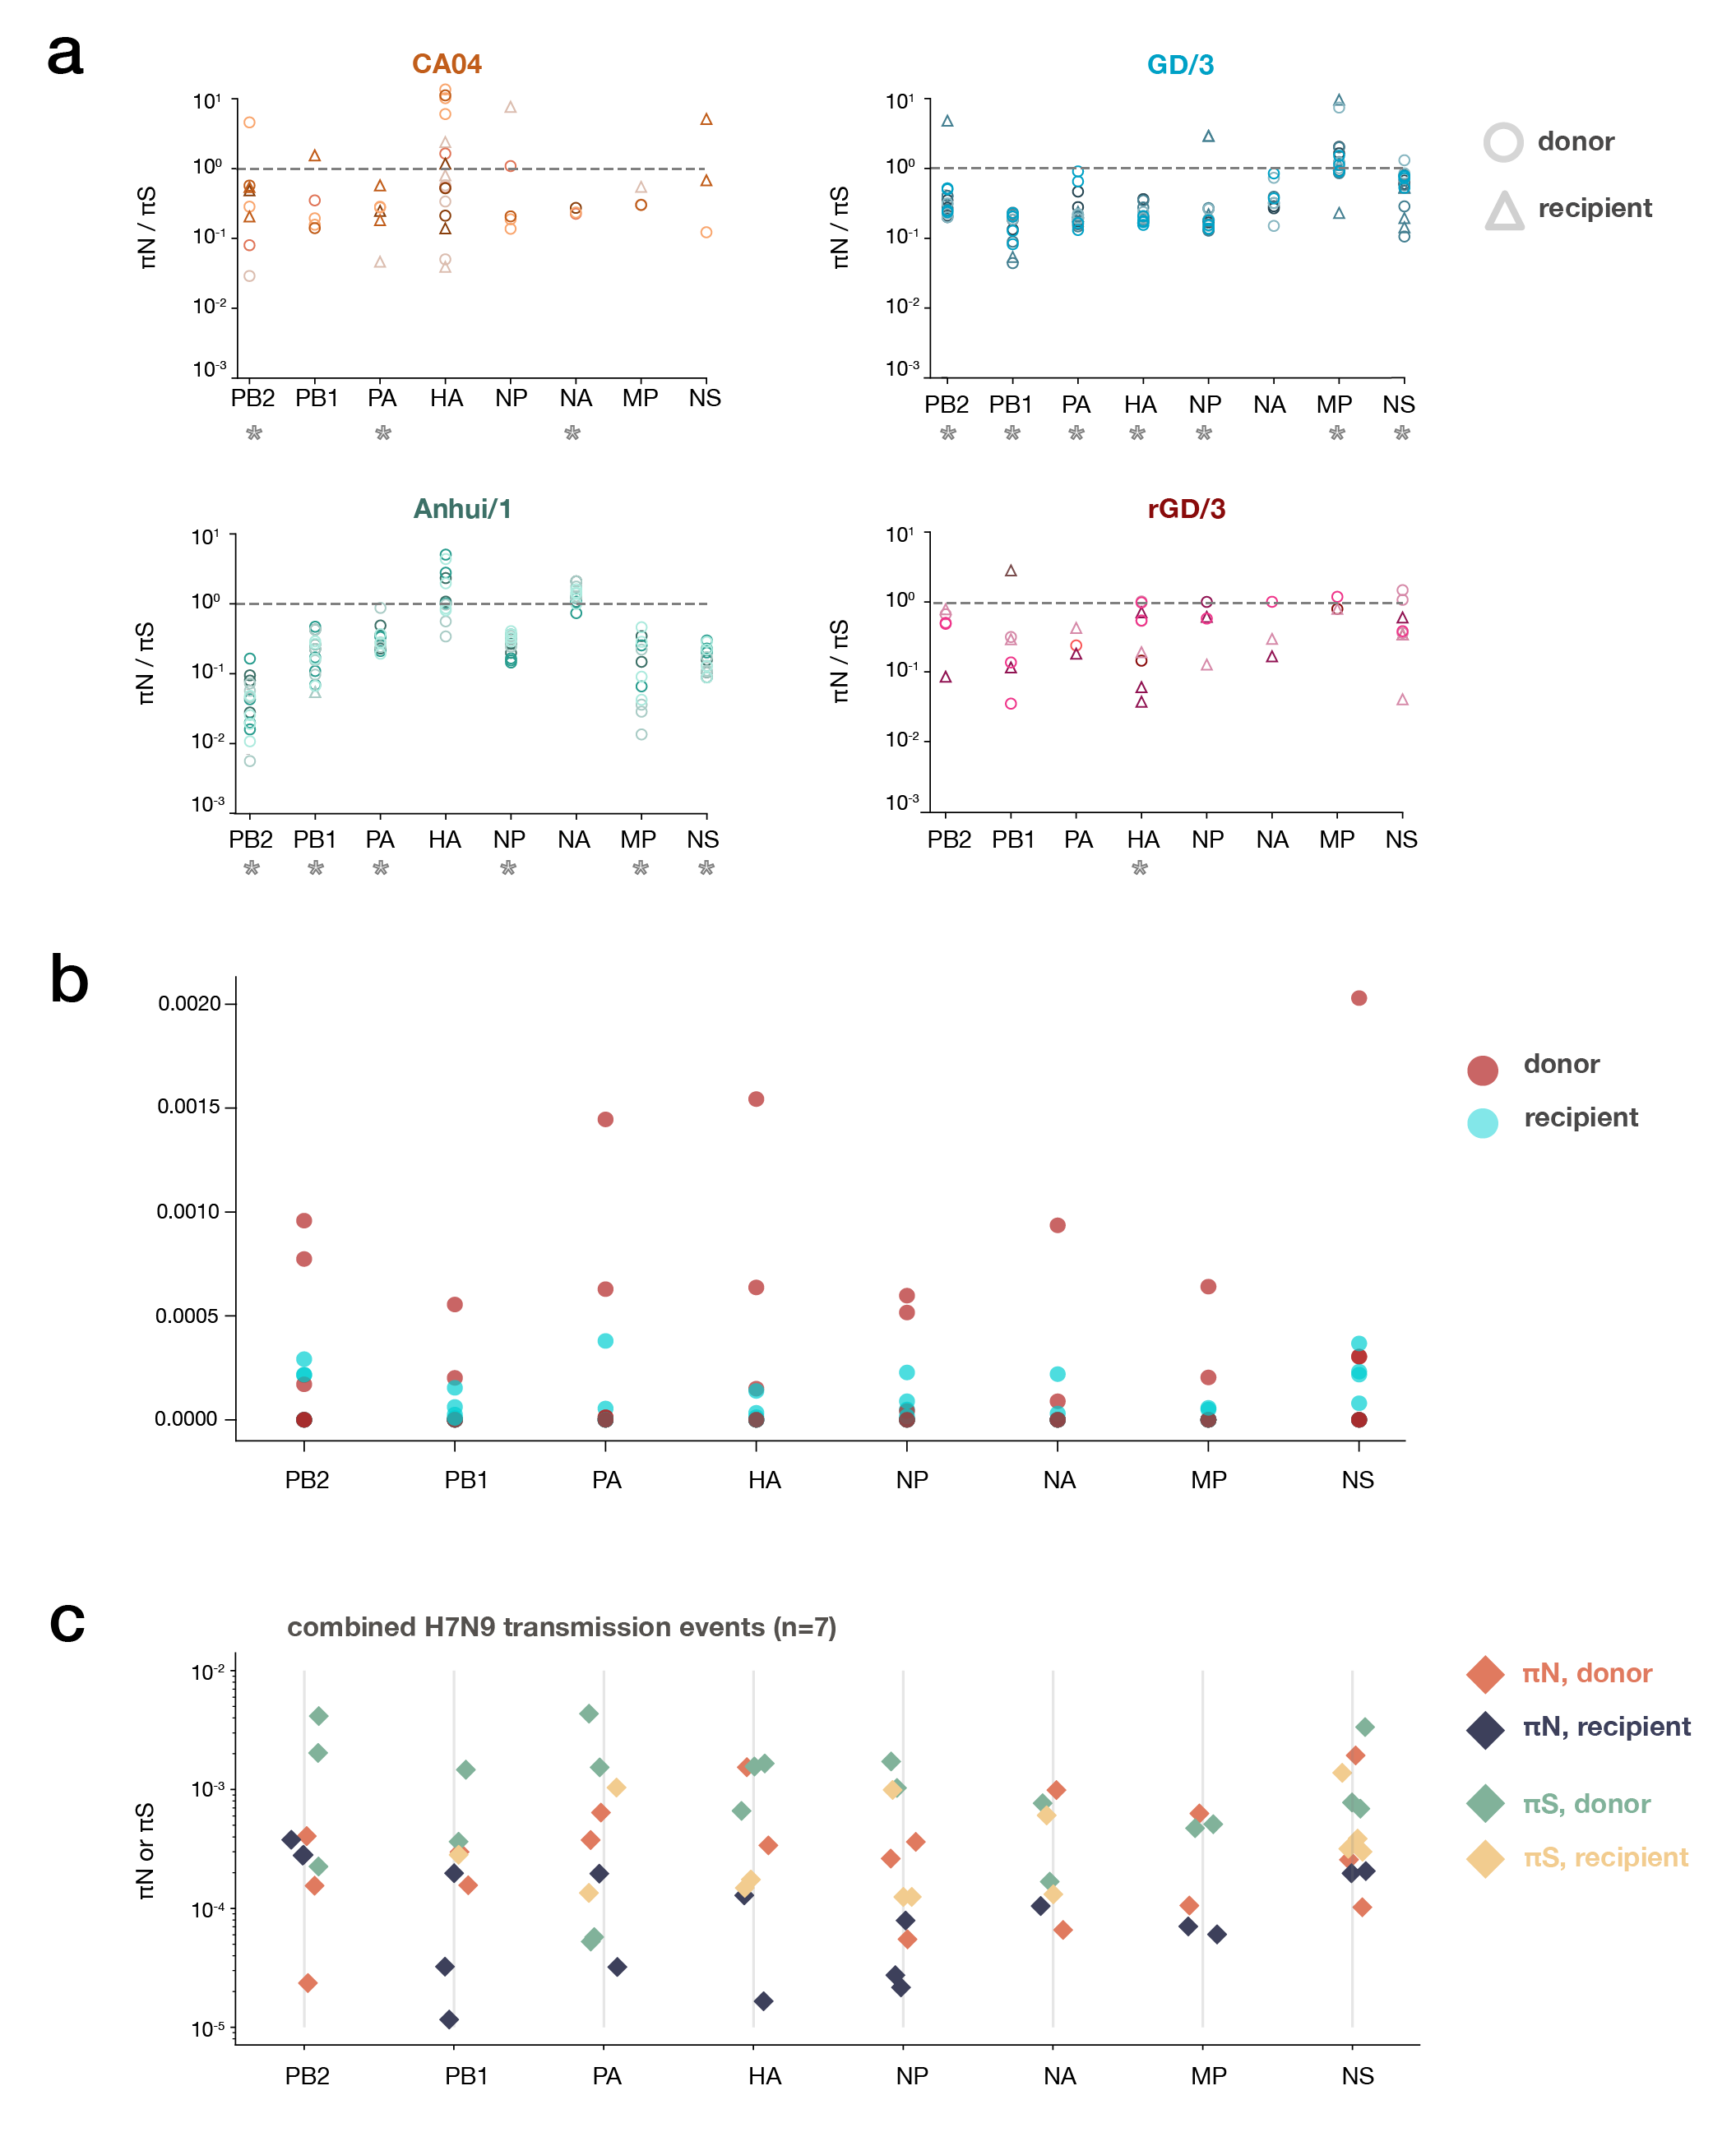 a
CA04
10¹
10⁰
10⁻¹
10⁻²
10⁻³
πN / πS
PB2 PB1 PA HA NP NA MP NS
* * *
GD/3
10¹
10⁰
10⁻¹
10⁻²
10⁻³
πN / πS
PB2 PB1 PA HA NP NA MP NS
* * * * * * *
donor
recipient
Anhui/1
10¹
10⁰
10⁻¹
10⁻²
10⁻³
πN / πS
PB2 PB1 PA HA NP NA MP NS
* * * * * *
rGD/3
10¹
10⁰
10⁻¹
10⁻²
10⁻³
πN / πS
PB2 PB1 PA HA NP NA MP NS
*
b
0.0020
0.0015
0.0010
0.0005
0.0000
PB2 PB1 PA HA NP NA MP NS
donor
recipient
c
combined H7N9 transmission events (n=7)
10⁻²
10⁻³
10⁻⁴
10⁻⁵
πN or πS
PB2 PB1 PA HA NP NA MP NS
πN, donor
πN, recipient
πS, donor
πS, recipient